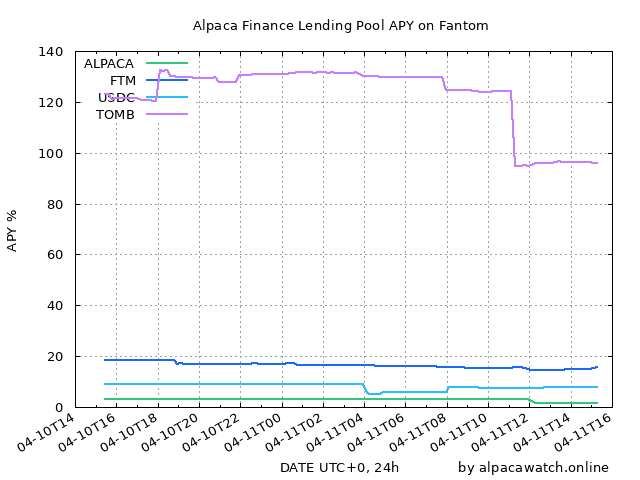 Alpaca Finance Lending Pool APY on Fantom
140
120
100
80
60
40
20
0
APY %
ALPACA
FTM
USDC
TOMB
04-10T14
04-10T16
04-10T18
04-10T20
04-10T22
04-11T00
04-11T02
04-11T04
04-11T06
04-11T08
04-11T10
04-11T12
04-11T14
04-11T16
DATE UTC+0, 24h
by alpacawatch.online